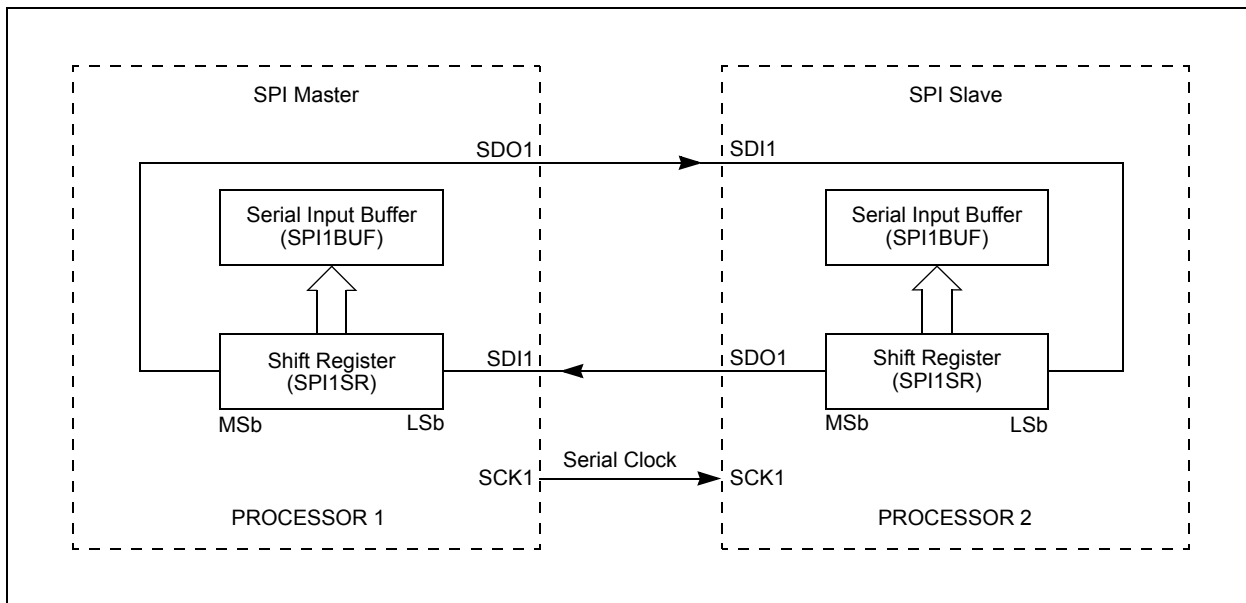 SPI Master
SPI Slave
SDO1
SDI1
Serial Input Buffer
(SPI1BUF)
Serial Input Buffer
(SPI1BUF)
Shift Register
(SPI1SR)
SDI1
SDO1
Shift Register
(SPI1SR)
MSb
LSb
MSb
LSb
Serial Clock
SCK1
SCK1
PROCESSOR 1
PROCESSOR 2